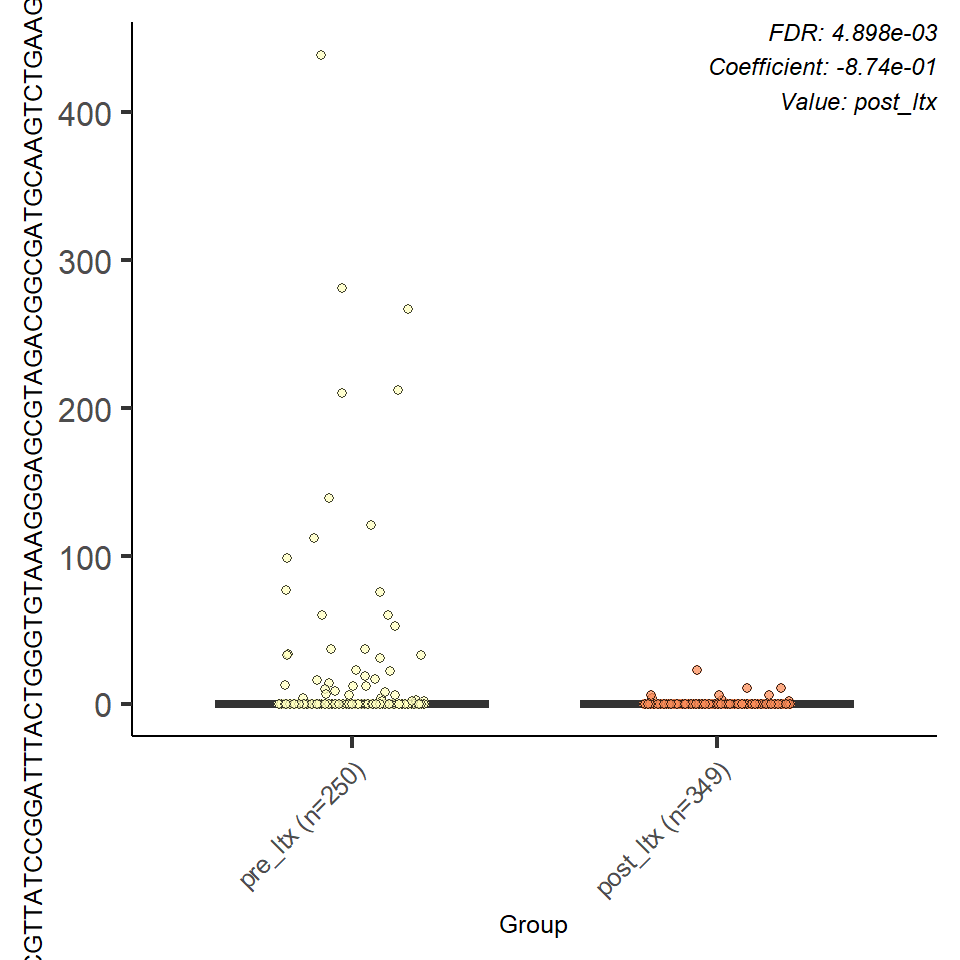 CGTTATCCGGATTTACTGGGTGTAAAGGGAGCGTAGACGGCGATGCAAGTCTGAAG
FDR: 4.898e-03
Coefficient: -8.74e-01
Value: post_ltx
400
300
200
100
0
pre_ltx (n=250)
post_ltx (n=349)
Group